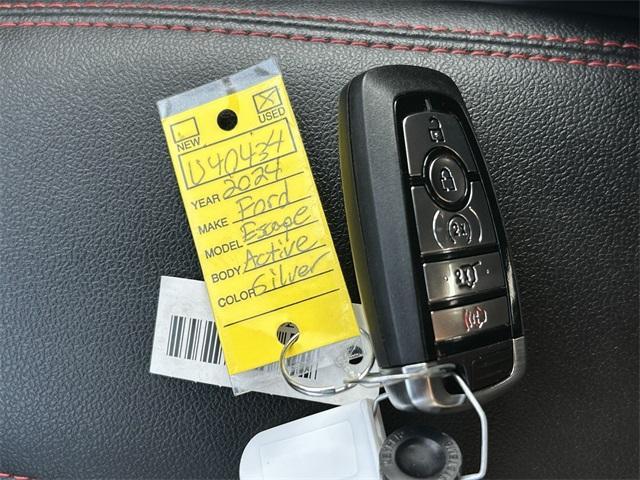 NEW
USED
U40434
YEAR 2024
MAKE Ford
MODEL Escape
BODY Active
COLOR Silver